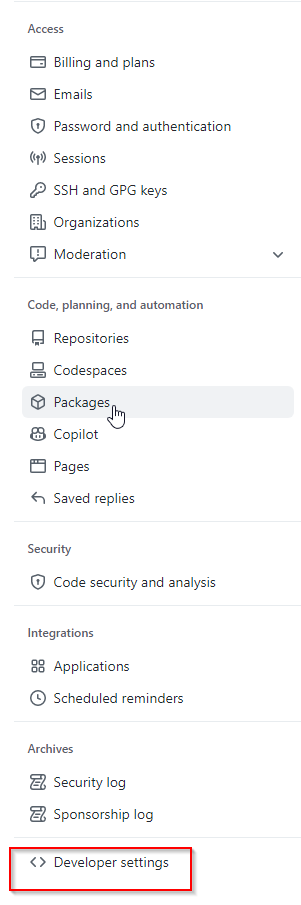 Access
Billing and plans
Emails
Password and authentication
Sessions
SSH and GPG keys
Organizations
Moderation
Code, planning, and automation
Repositories
Codespaces
Packages
Copilot
Pages
Saved replies
Security
Code security and analysis
Integrations
Applications
Scheduled reminders
Archives
Security log
Sponsorship log
Developer settings